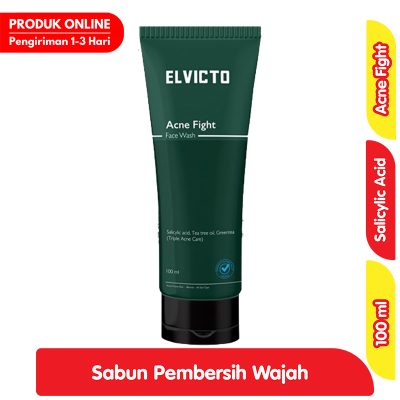 PRODUK ONLINE
Pengiriman 1-3 Hari
ELVICTO
Acne Fight
Face Wash
Salicylic acid, Tea tree oil, Greentea
(Triple Acne Care)
100 ml
Acne Fight
Salicylic Acid
100 ml
Sabun Pembersih Wajah